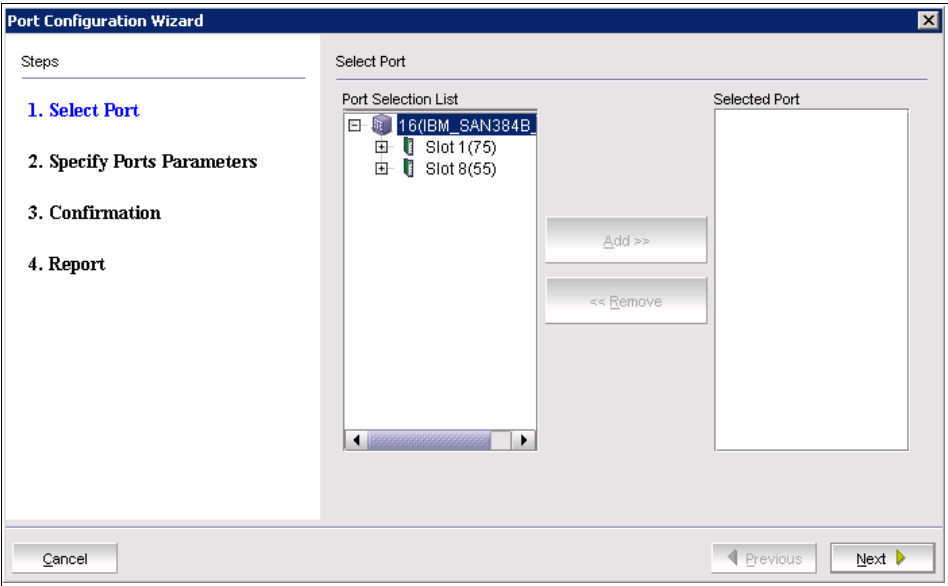 Port Configuration Wizard
Steps
1. Select Port
2. Specify Ports Parameters
3. Confirmation
4. Report
Select Port
Port Selection List
16(IBM_SAN384B_
Slot 1(75)
Slot 8(55)
Add >>
<< Remove
Selected Port
Cancel
Previous
Next